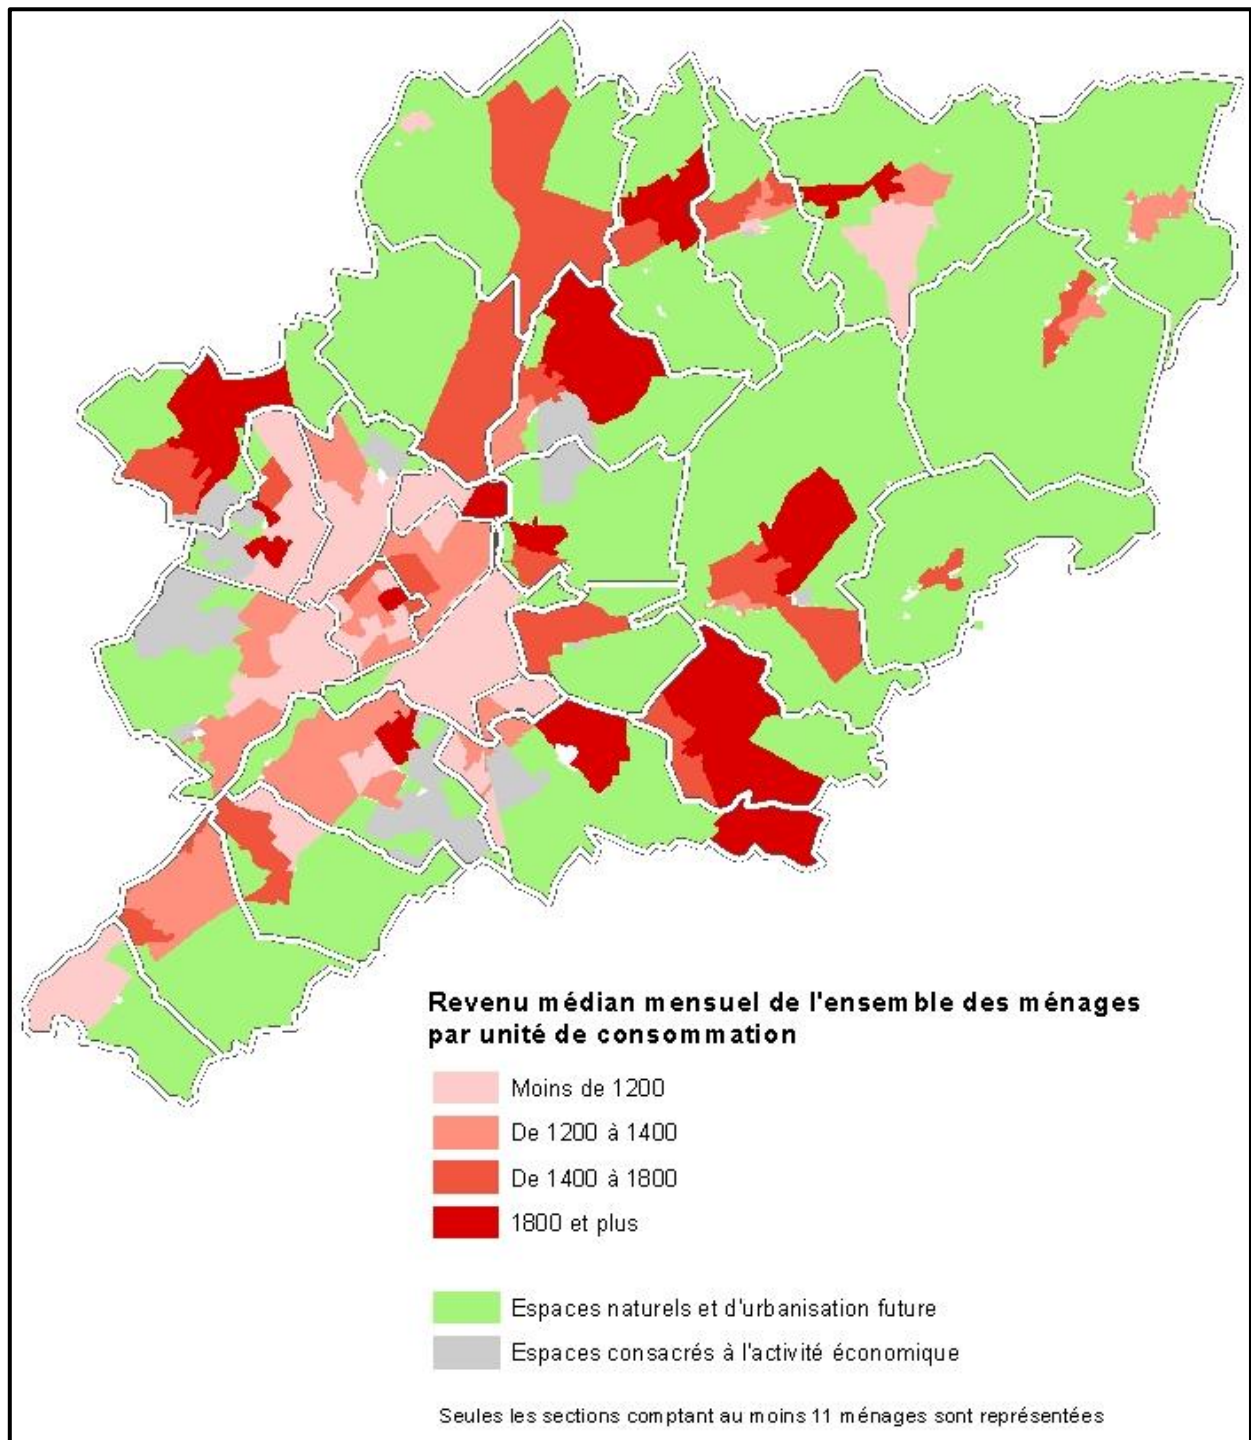 Revenu médian mensuel de l'ensemble des ménages
par unité de consommation
Moins de 1200
De 1200 à 1400
De 1400 à 1800
1800 et plus
Espaces naturels et d'urbanisation future
Espaces consacrés à l'activité économique
Seules les sections comptant au moins 11 ménages sont représentées